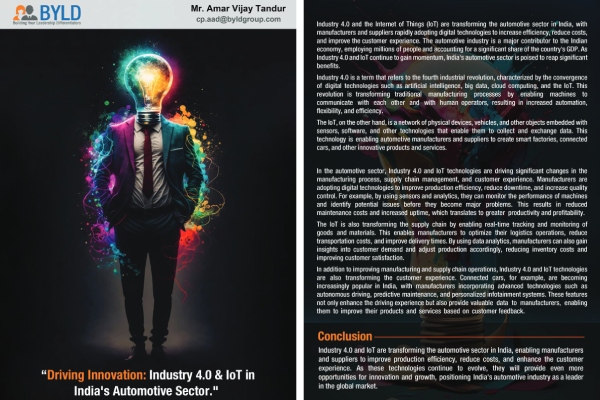 BYLD
Building Your Leadership Differentiation
Mr. Amar Vijay Tandur
cp.aad@byldgroup.com
"Driving Innovation: Industry 4.0 & IoT in
India's Automotive Sector."
Industry 4.0 and the Internet of Things (IoT) are transforming the automotive sector in India, with
manufacturers and suppliers rapidly adopting digital technologies to increase efficiency, reduce costs,
and improve the customer experience. The automotive industry is a major contributor to the Indian
economy, employing millions of people and accounting for a significant share of the country's GDP. As
Industry 4.0 and IoT continue to gain momentum, India's automotive sector is poised to reap significant
benefits.
Industry 4.0 is a term that refers to the fourth industrial revolution, characterized by the convergence
of digital technologies such as artificial intelligence, big data, cloud computing, and the IoT. This
revolution is transforming traditional manufacturing processes by enabling machines to
communicate with each other and with human operators, resulting in increased automation,
flexibility, and efficiency.
The IoT, on the other hand, is a network of physical devices, vehicles, and other objects embedded with
sensors, software, and other technologies that enable them to collect and exchange data. This
technology is enabling automotive manufacturers and suppliers to create smart factories, connected
cars, and other innovative products and services.
In the automotive sector, Industry 4.0 and IoT technologies are driving significant changes in the
manufacturing process, supply chain management, and customer experience. Manufacturers are
adopting digital technologies to improve production efficiency, reduce downtime, and increase quality
control. For example, by using sensors and analytics, they can monitor the performance of machines
and identify potential issues before they become major problems. This results in reduced
maintenance costs and increased uptime, which translates to greater productivity and profitability.
The IoT is also transforming the supply chain by enabling real-time tracking and monitoring of
goods and materials. This enables manufacturers to optimize their logistics operations, reduce
transportation costs, and improve delivery times. By using data analytics, manufacturers can also gain
insights into customer demand and adjust production accordingly, reducing inventory costs and
improving customer satisfaction.
In addition to improving manufacturing and supply chain operations, Industry 4.0 and IoT technologies
are also transforming the customer experience. Connected cars, for example, are becoming
increasingly popular in India, with manufacturers incorporating advanced technologies such as
autonomous driving, predictive maintenance, and personalized infotainment systems. These features
not only enhance the driving experience but also provide valuable data to manufacturers, enabling
them to improve their products and services based on customer feedback.
Conclusion
Industry 4.0 and IoT are transforming the automotive sector in India, enabling manufacturers
and suppliers to improve production efficiency, reduce costs, and enhance the customer
experience. As these technologies continue to evolve, they will provide even more
opportunities for innovation and growth, positioning India's automotive industry as a leader
in the global market.